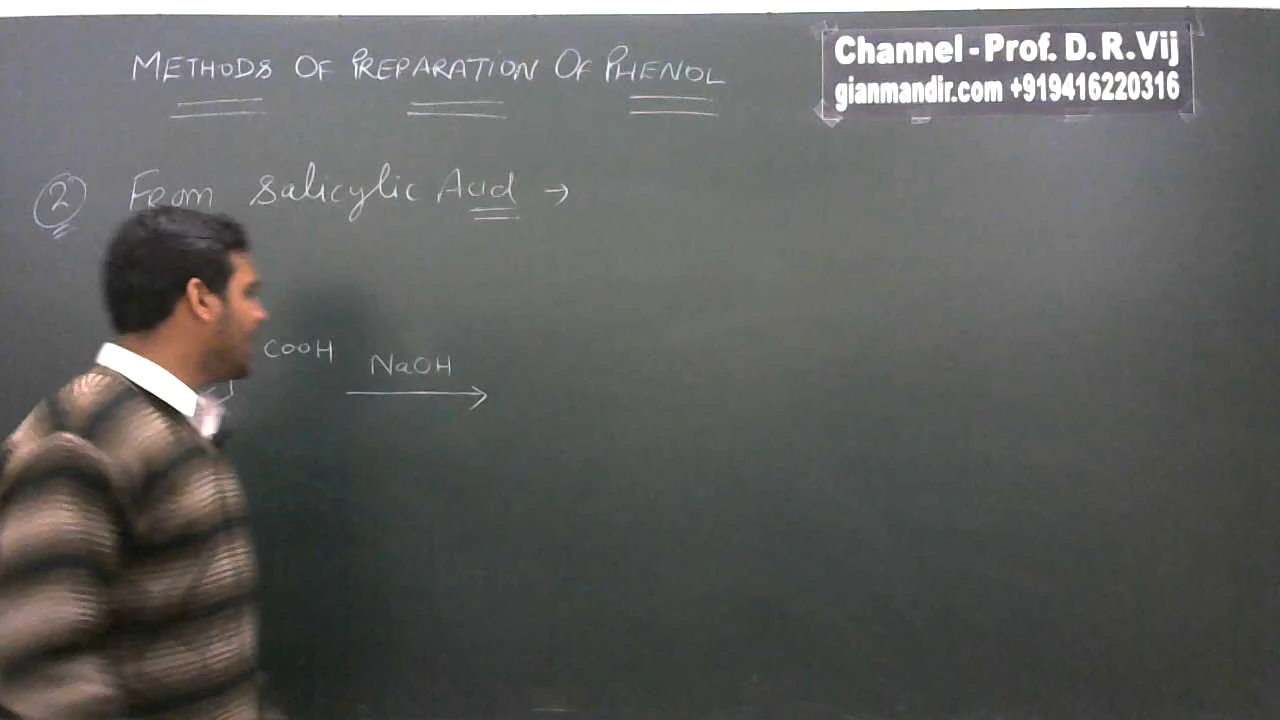 METHODS OF PREPARATION OF PHENOL
Channel - Prof. D. R. Vij
gianmandir.com +919416220316
2 From Salicylic Acid →
COOH NaOH